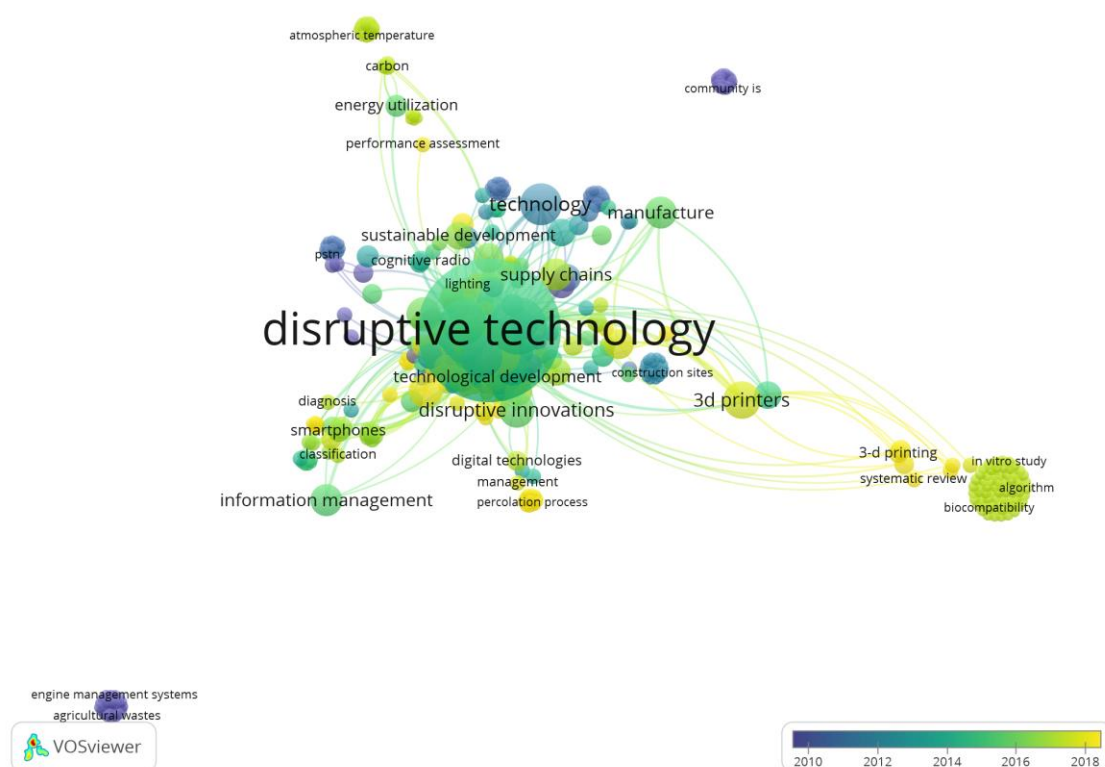 atmospheric temperature
carbon
community is
energy utilization
performance assessment
technology
manufacture
sustainable development
pstn
cognitive radio
supply chains
lighting
disruptive technology
technological development
construction sites
diagnosis
disruptive innovations
3d printers
smartphones
classification
3-d printing
digital technologies
in vitro study
systematic review
management
algorithm
information management
percolation process
biocompatibility
engine management systems
agricultural wastes
VOSviewer
2010 2012 2014 2016 2018